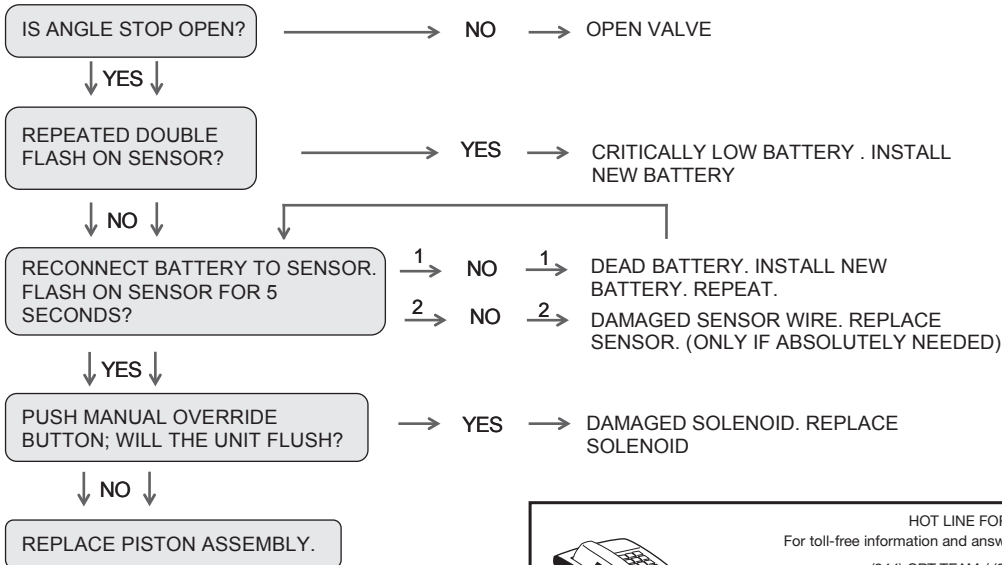 IS ANGLE STOP OPEN?
NO
OPEN VALVE
YES
REPEATED DOUBLE
FLASH ON SENSOR?
YES
CRITICALLY LOW BATTERY . INSTALL
NEW BATTERY
NO
RECONNECT BATTERY TO SENSOR.
FLASH ON SENSOR FOR 5
SECONDS?
1 NO 1
DEAD BATTERY. INSTALL NEW
BATTERY. REPEAT.
2 NO 2
DAMAGED SENSOR WIRE. REPLACE
SENSOR. (ONLY IF ABSOLUTELY NEEDED)
YES
PUSH MANUAL OVERRIDE
BUTTON; WILL THE UNIT FLUSH?
YES
DAMAGED SOLENOID. REPLACE
SOLENOID
NO
REPLACE PISTON ASSEMBLY.
HOT LINE FOR
For toll-free information and answ